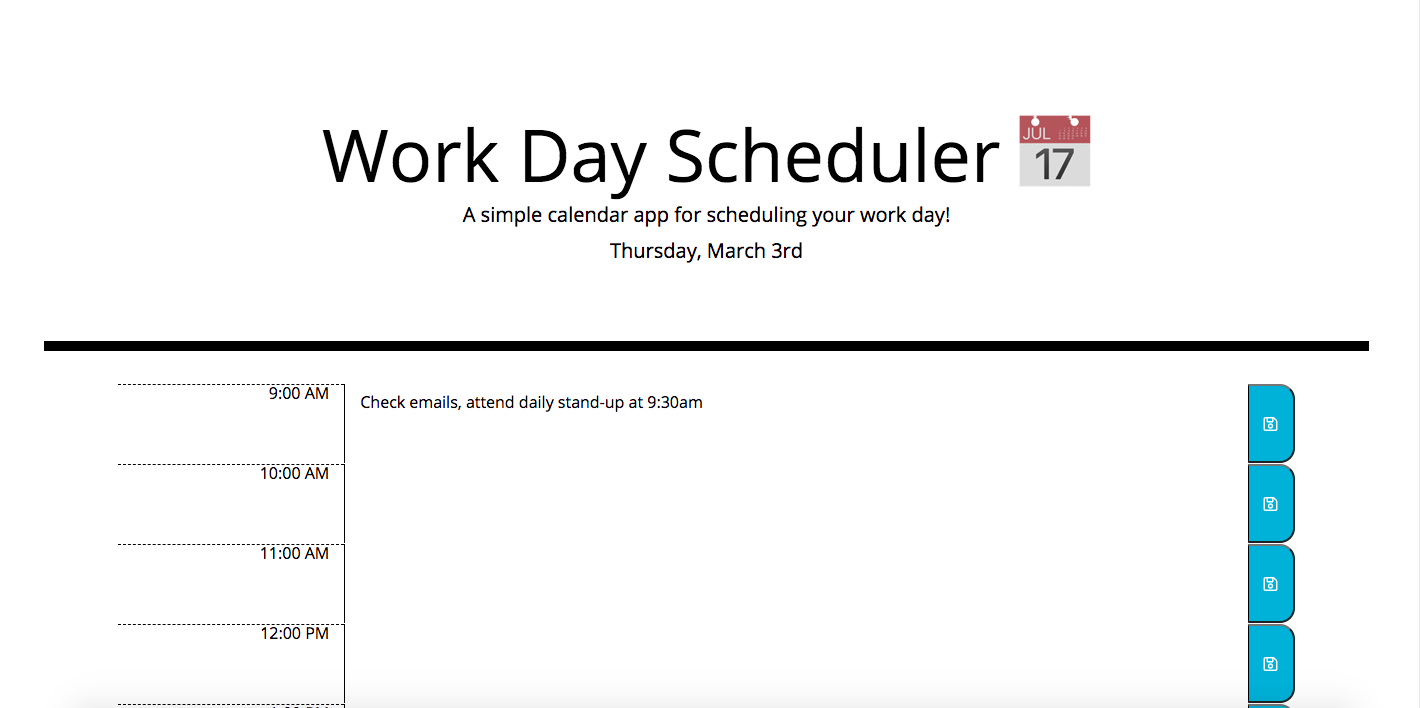 Work Day Scheduler
JUL
17
A simple calendar app for scheduling your work day!
Thursday, March 3rd
9:00 AM
Check emails, attend daily stand-up at 9:30am
10:00 AM
11:00 AM
12:00 PM